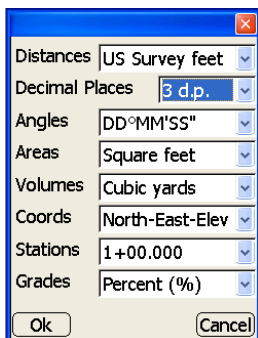 Distances US Survey feet
Decimal Places 3 d.p.
Angles DD°MM'SS"
Areas Square feet
Volumes Cubic yards
Coords North-East-Elev
Stations 1+00.000
Grades Percent (%)
Ok Cancel